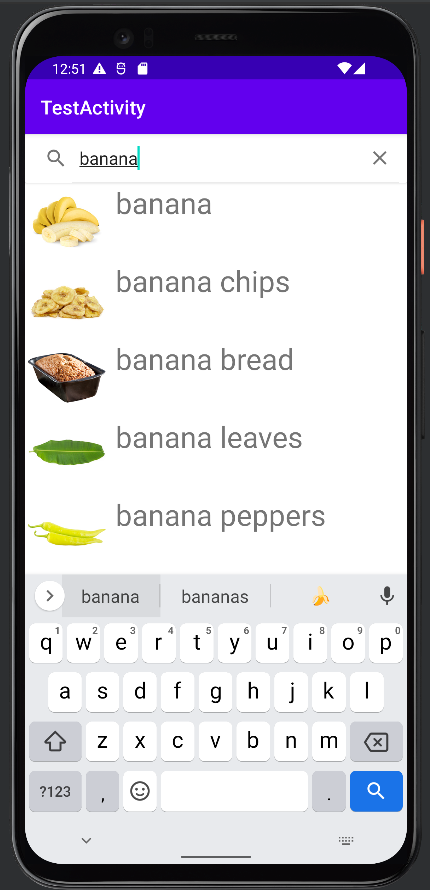 12:51
TestActivity
banana
banana
banana chips
banana bread
banana leaves
banana peppers
banana bananas
q1 w2 e3 r4 t5 y6 u7 i8 o9 p0
a s d f g h j k l
z x c v b n m
?123 , .